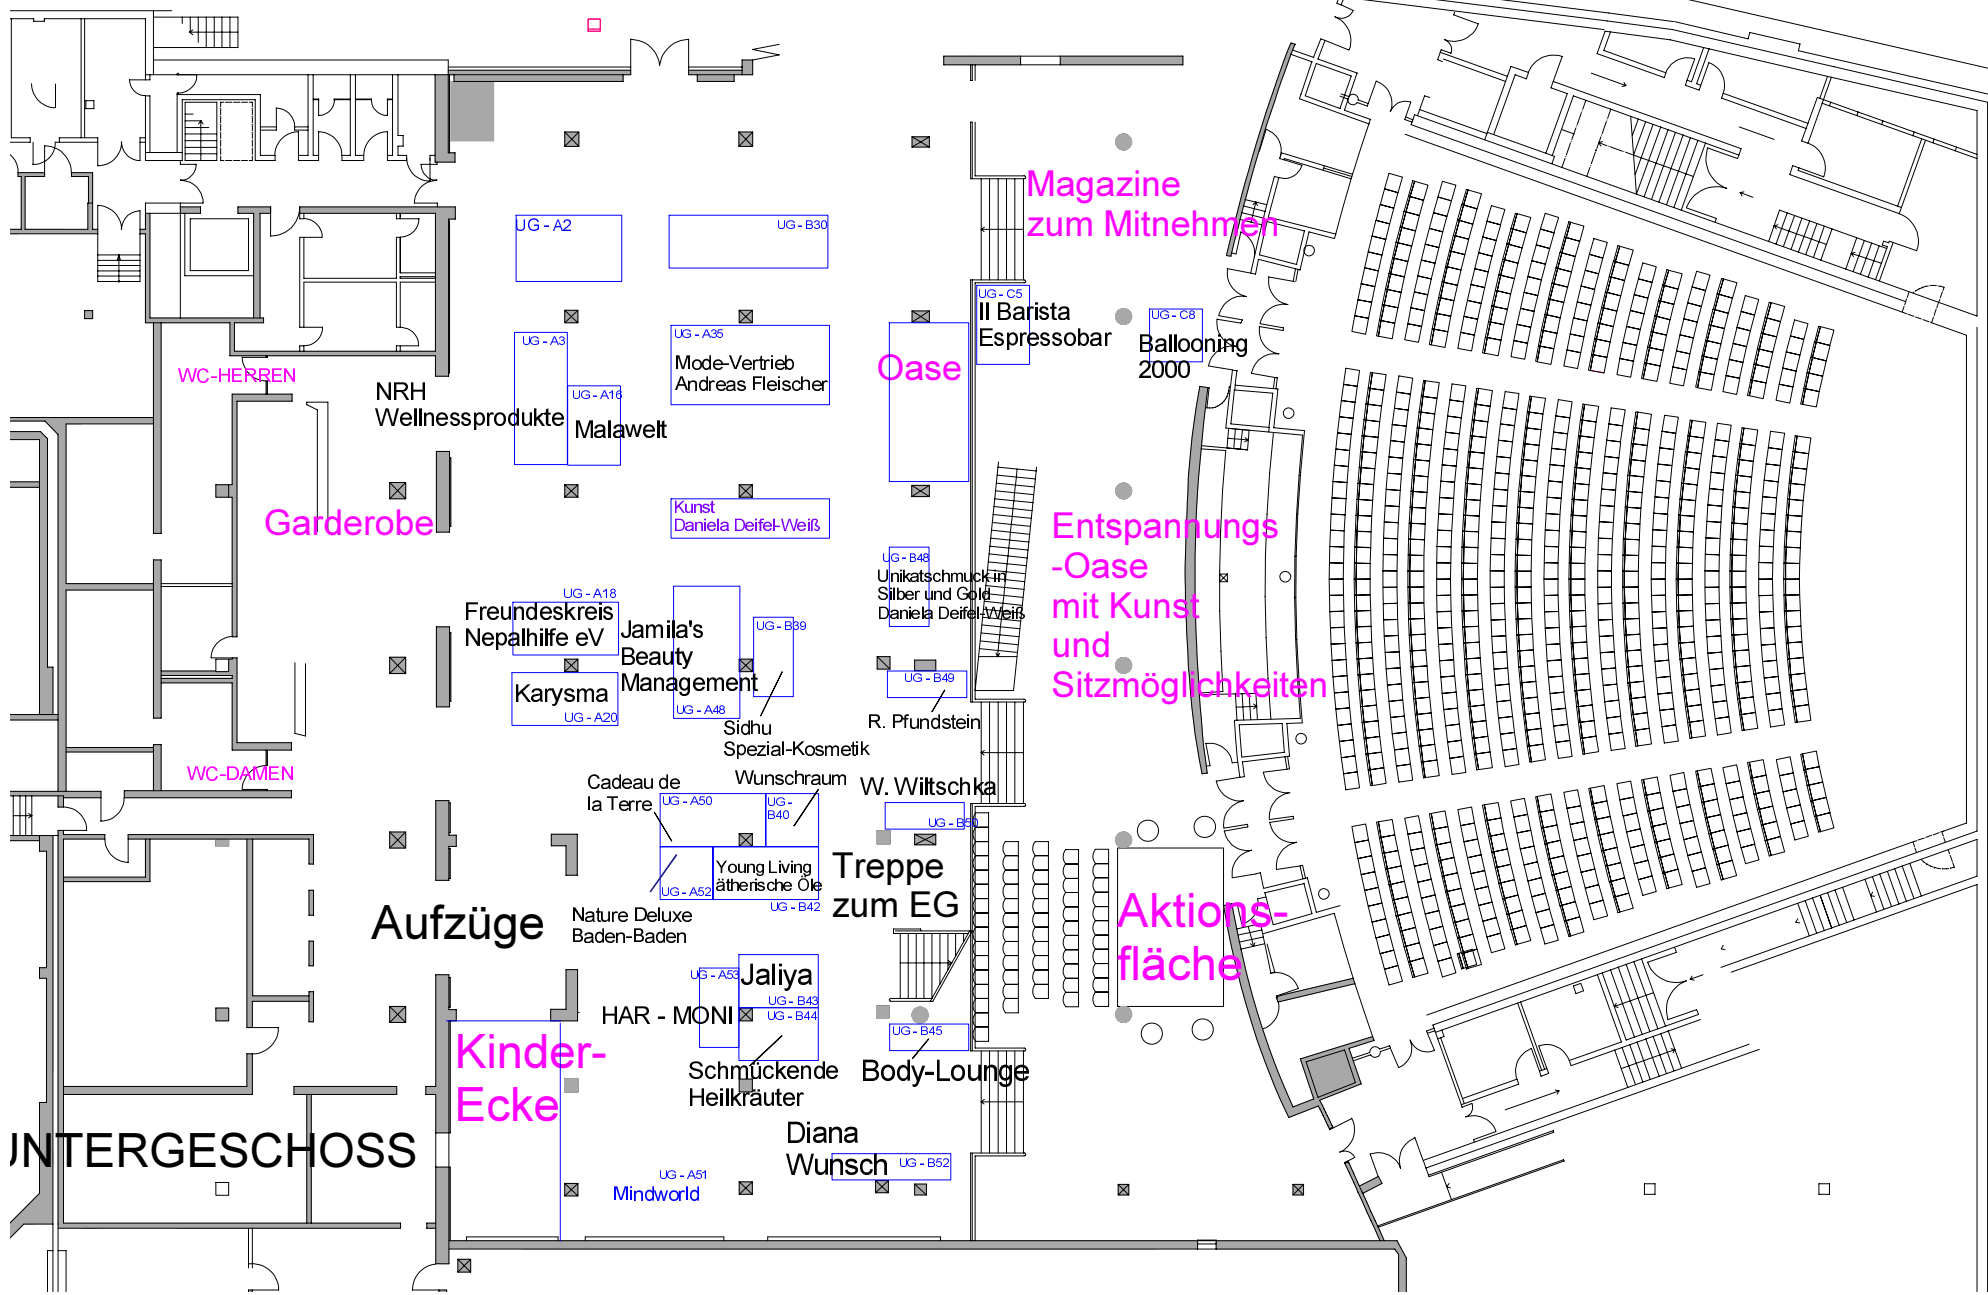 Magazine
zum Mitnehmen
UG - A2
UG - B30
UG - C5
Il Barista
Espressobar
UG - C8
Ballooning
2000
UG - A3
UG - A35
Mode-Vertrieb
Andreas Fleischer
Oase
WC-HERREN
NRH
Wellnessprodukte
UG - A16
Malawelt
Garderobe
Kunst
Daniela Deifel-Weiß
Entspannungs
-Oase
mit Kunst
und
Sitzmöglichkeiten
UG - B48
Unikatschmuck in
Silber und Gold
Daniela Deifel-Weiß
UG - A18
Freundeskreis
Nepalhilfe eV
Jamila's
Beauty
Management
UG - A48
UG - B39
Karysma
UG - A20
UG - B49
R. Pfundstein
Sidhu
Spezial-Kosmetik
WC-DAMEN
Cadeau de
la Terre
Wunschraum
UG - A50
UG -
B40
W. Wiltschka
UG - B50
Young Living
ätherische Öle
UG - A52
UG - B42
Treppe
zum EG
Aufzüge
Nature Deluxe
Baden-Baden
Aktions-
fläche
UG - A53
Jaliya
UG - B43
HAR - MONI
UG - B44
UG - B45
Kinder-
Ecke
Schmückende
Heilkräuter
Body-Lounge
UNTERGESCHOSS
Diana
Wunsch
UG - B52
UG - A51
Mindworld